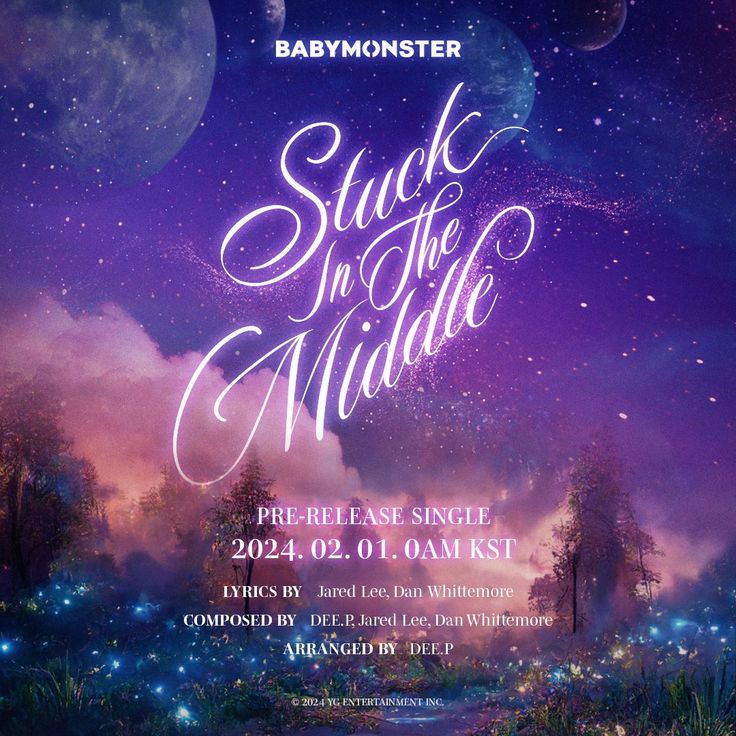 BABYMONSTER
Stuck
In The
Middle
PRE-RELEASE SINGLE
2024. 02. 01. 0AM KST
LYRICS BY Jared Lee, Dan Whittemore
COMPOSED BY DEE.P, Jared Lee, Dan Whittemore
ARRANGED BY DEE.P
© 2024 YG ENTERTAINMENT INC.